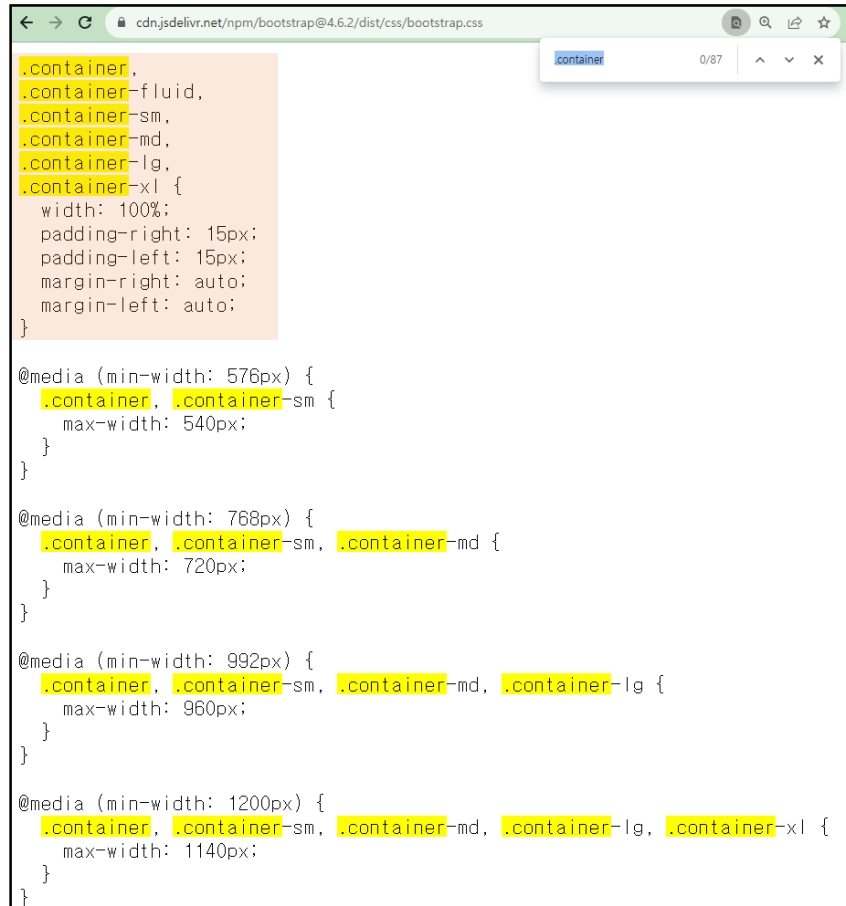 cdn.jsdelivr.net/npm/bootstrap@4.6.2/dist/css/bootstrap.css
.container 0/87
.container,
.container-fluid,
.container-sm,
.container-md,
.container-lg,
.container-xl {
  width: 100%;
  padding-right: 15px;
  padding-left: 15px;
  margin-right: auto;
  margin-left: auto;
}
@media (min-width: 576px) {
  .container, .container-sm {
    max-width: 540px;
  }
}
@media (min-width: 768px) {
  .container, .container-sm, .container-md {
    max-width: 720px;
  }
}
@media (min-width: 992px) {
  .container, .container-sm, .container-md, .container-lg {
    max-width: 960px;
  }
}
@media (min-width: 1200px) {
  .container, .container-sm, .container-md, .container-lg, .container-xl {
    max-width: 1140px;
  }
}